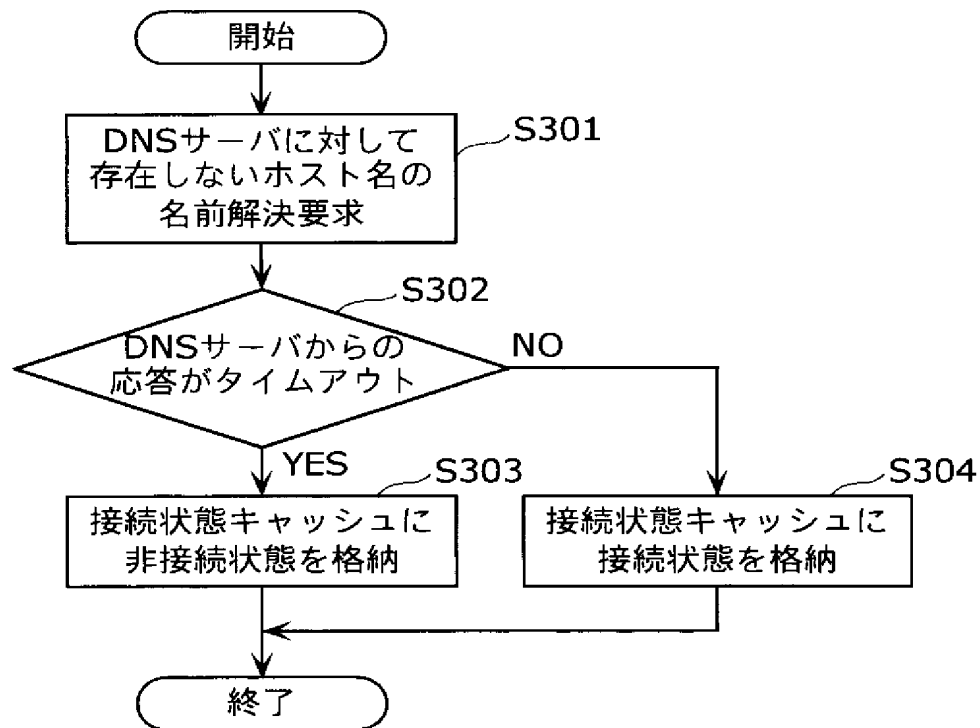 開始
DNSサーバに対して
存在しないホスト名の
名前解決要求
S301
DNSサーバからの
応答がタイムアウト
S302
NO
YES
接続状態キャッシュに
非接続状態を格納
S303
接続状態キャッシュに
接続状態を格納
S304
終了